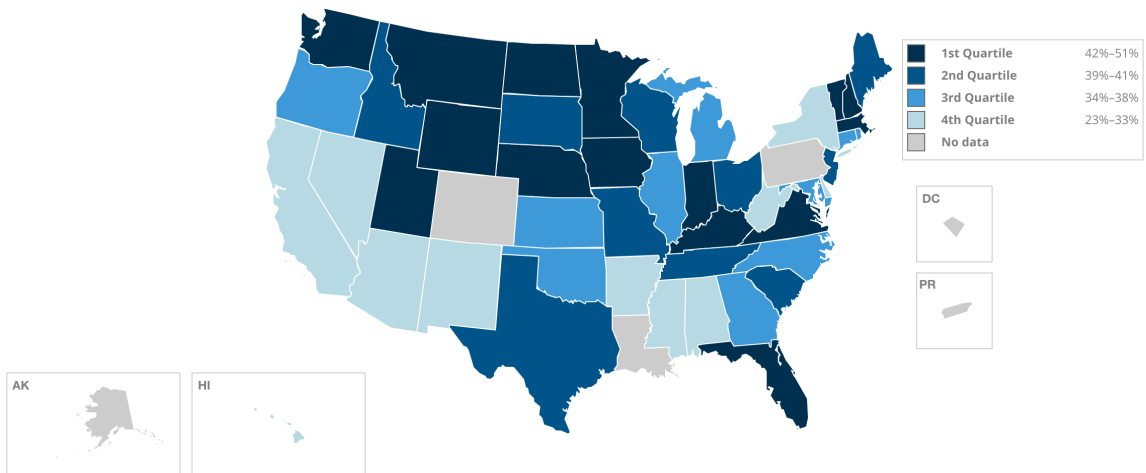 1st Quartile 42%–51%
2nd Quartile 39%–41%
3rd Quartile 34%–38%
4th Quartile 23%–33%
No data
DC
PR
AK
HI